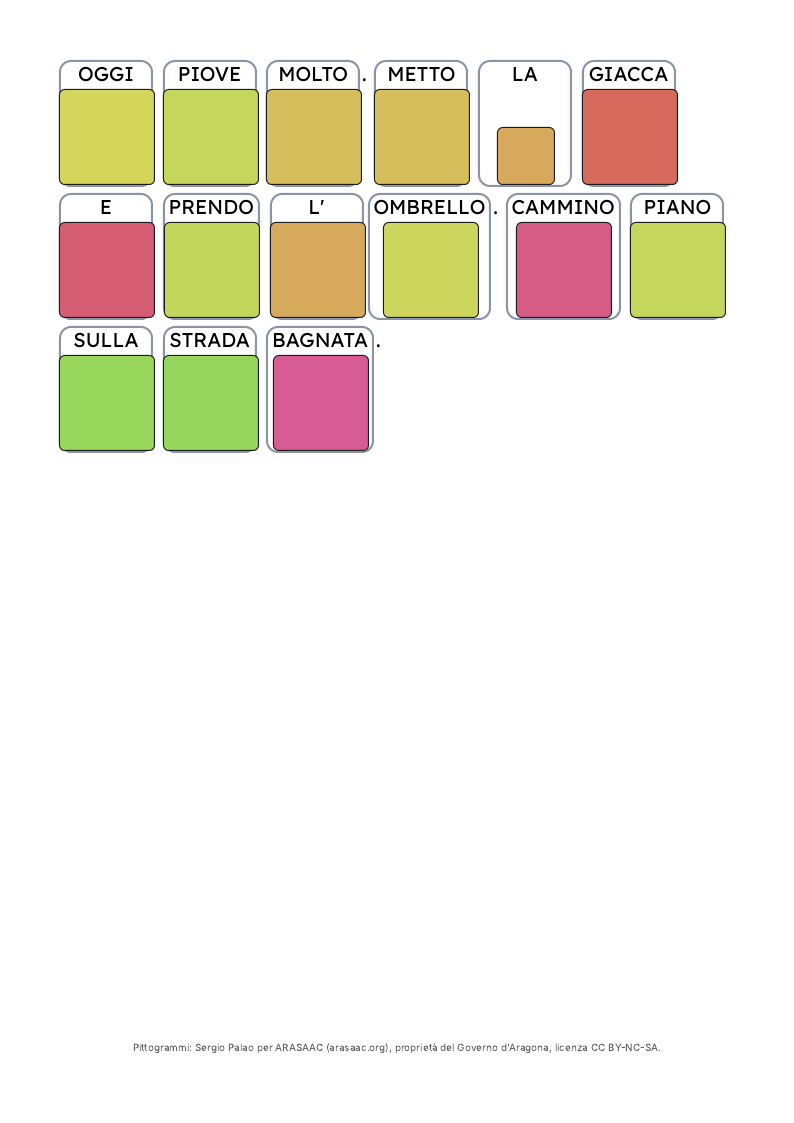 OGGI PIOVE MOLTO. METTO LA GIACCA
E PRENDO L' OMBRELLO. CAMMINO PIANO
SULLA STRADA BAGNATA.
Pittogrammi: Sergio Palao per ARASAAC (arasaac.org), proprietà del Governo d'Aragona, licenza CC BY-NC-SA.